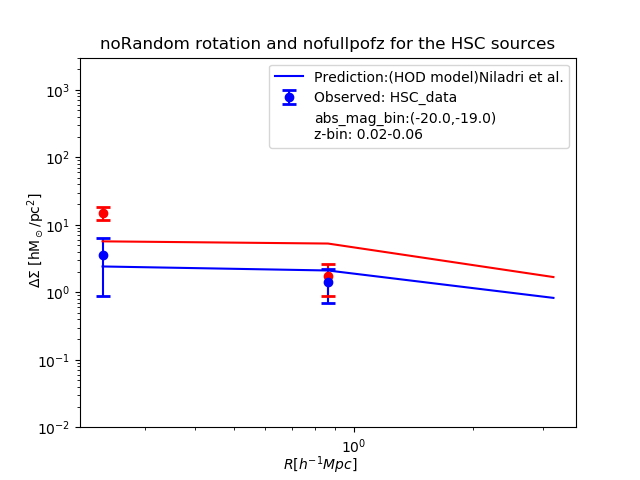 noRandom rotation and nofullpofz for the HSC sources
Prediction:(HOD model)Niladri et al.
Observed: HSC_data
abs_mag_bin:(-20.0,-19.0)
z-bin: 0.02-0.06
10³
10²
10¹
10⁰
10⁻¹
10⁻²
ΔΣ [hM⊙/pc²]
10⁰
R[h⁻¹Mpc]